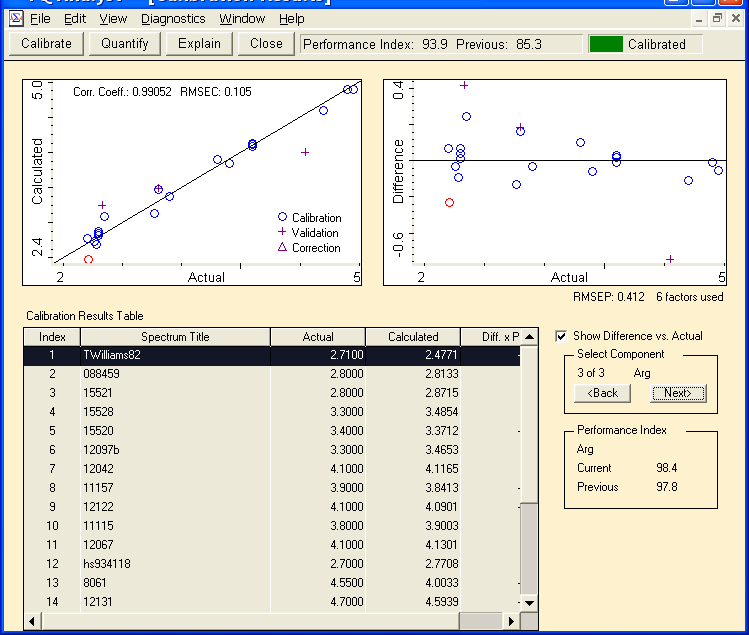 File Edit View Diagnostics Window Help
Calibrate Quantify Explain Close Performance Index: 93.9 Previous: 85.3 Calibrated
Corr. Coeff.: 0.99052 RMSEC: 0.105
5.0
Calculated
2.4
Calibration
Validation
Correction
2 Actual 5
0.4
Difference
-0.6
2 Actual 5
RMSEP: 0.412 6 factors used
Calibration Results Table
Index Spectrum Title Actual Calculated Diff. x P
1 TWilliams82 2.7100 2.4771 -
2 088459 2.8000 2.8133
3 15521 2.8000 2.8715
4 15528 3.3000 3.4854
5 15520 3.4000 3.3712 -
6 12097b 3.3000 3.4653
7 12042 4.1000 4.1165
8 11157 3.9000 3.8413 -
9 12122 4.1000 4.0901 -
10 11115 3.8000 3.9003
11 12067 4.1000 4.1301
12 hs934118 2.7000 2.7708
13 8061 4.5500 4.0033 -
14 12131 4.7000 4.5939 -
Show Difference vs. Actual
Select Component
3 of 3 Arg
<Back Next>
Performance Index
Arg
Current 98.4
Previous 97.8